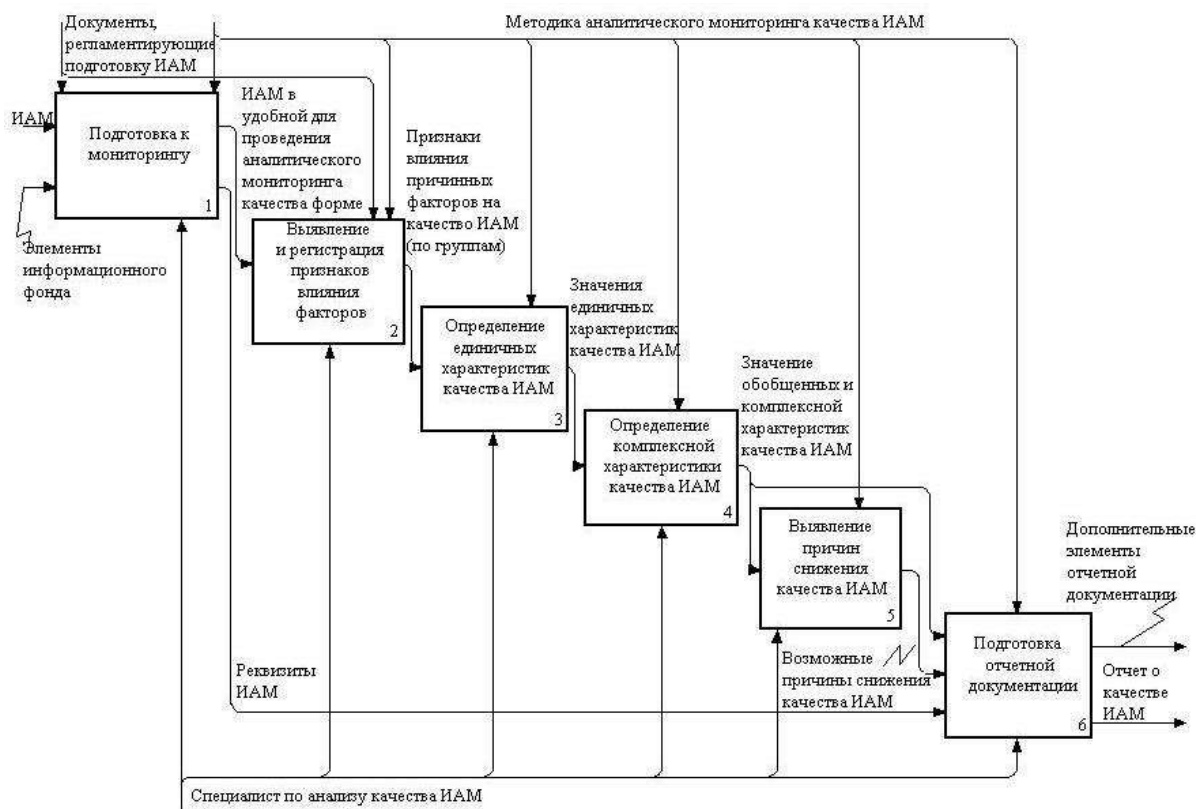 Документы,
регламентирующие
подготовку ИАМ
Методика аналитического мониторинга качества ИАМ
ИАМ
Подготовка к
мониторингу
1
ИАМ в
удобной для
проведения
аналитического
мониторинга
качества форме
Элементы
информационного
фонда
Признаки
влияния
причинных
факторов на
качество ИАМ
(по группам)
Выявление
и регистрация
признаков
влияния
факторов
2
Значения
единичных
характеристик
качества ИАМ
Определение
единичных
характеристик
качества ИАМ
3
Значение
обобщенных и
комплексной
характеристик
качества ИАМ
Определение
комплексной
характеристики
качества ИАМ
4
Выявление
причин
снижения
качества ИАМ
5
Дополнительные
элементы
отчетной
документации
Реквизиты
ИАМ
Возможные
причины снижения
качества ИАМ
Подготовка
отчетной
документации
6
Отчет о
качестве
ИАМ
Специалист по анализу качества ИАМ